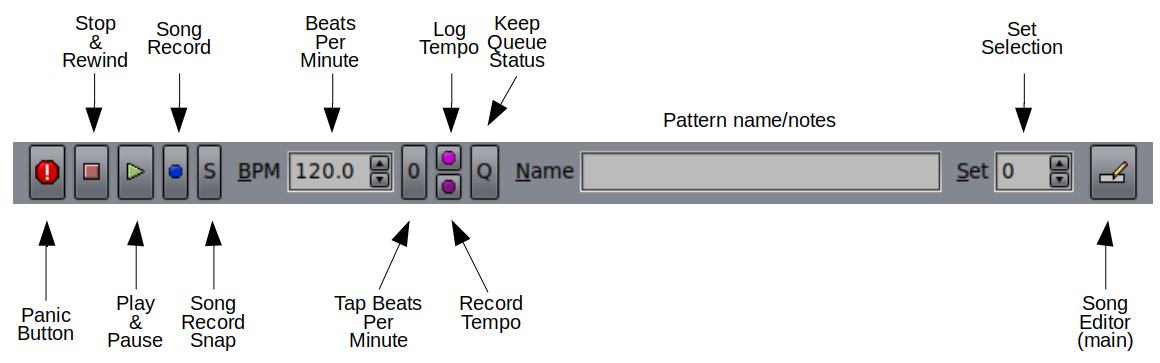 Stop
&
Rewind
Song
Record
Beats
Per
Minute
Log
Tempo
Keep
Queue
Status
Set
Selection
Pattern name/notes
S
BPM
120.0
0
Q
Name
Set
0
Panic
Button
Play
&
Pause
Song
Record
Snap
Tap Beats
Per
Minute
Record
Tempo
Song
Editor
(main)